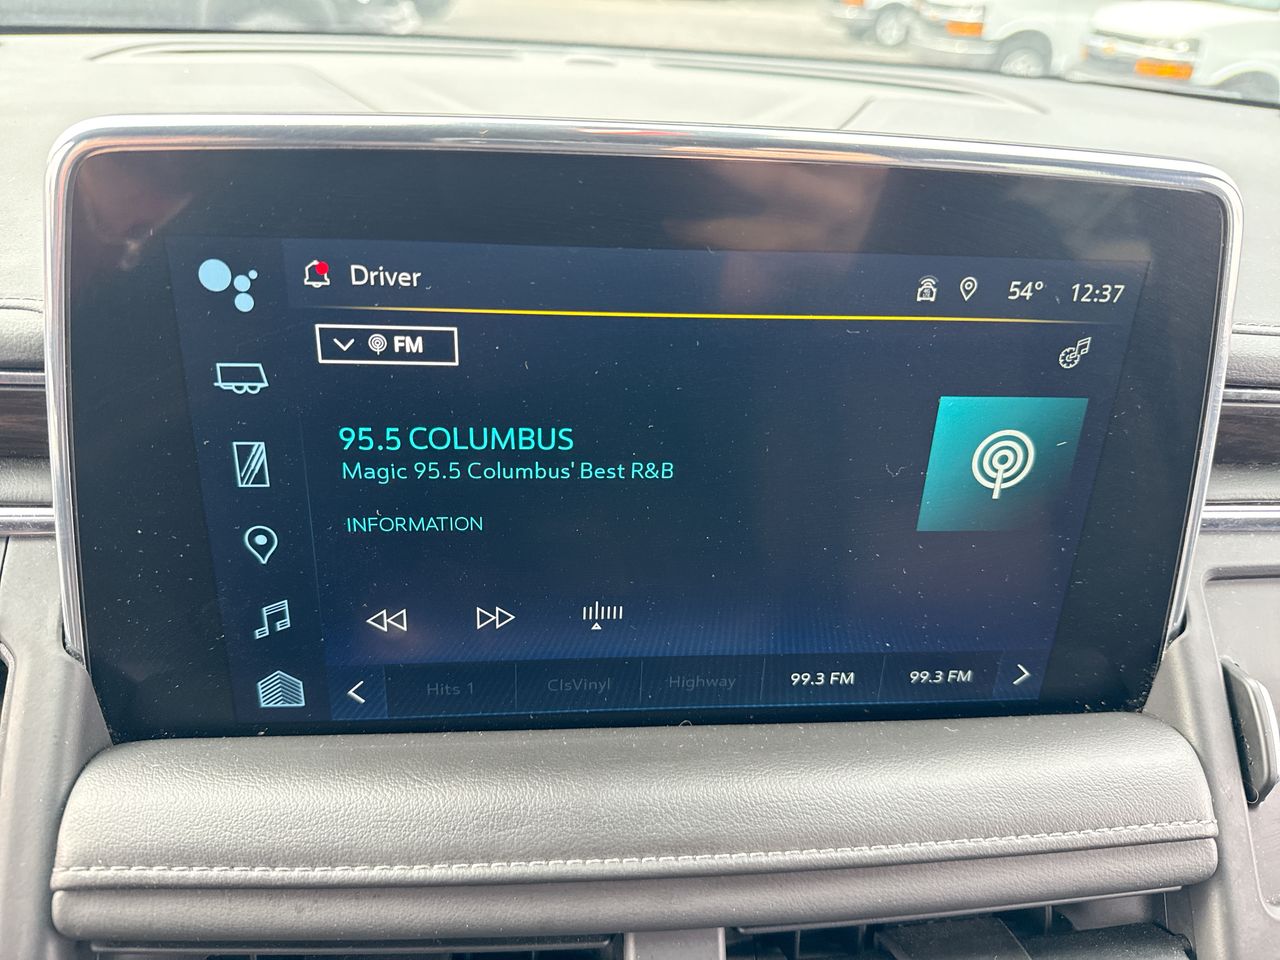 Driver
54° 12:37
FM
95.5 COLUMBUS
Magic 95.5 Columbus' Best R&B
INFORMATION
Hits 1 ClsVinyl Highway 99.3 FM 99.3 FM